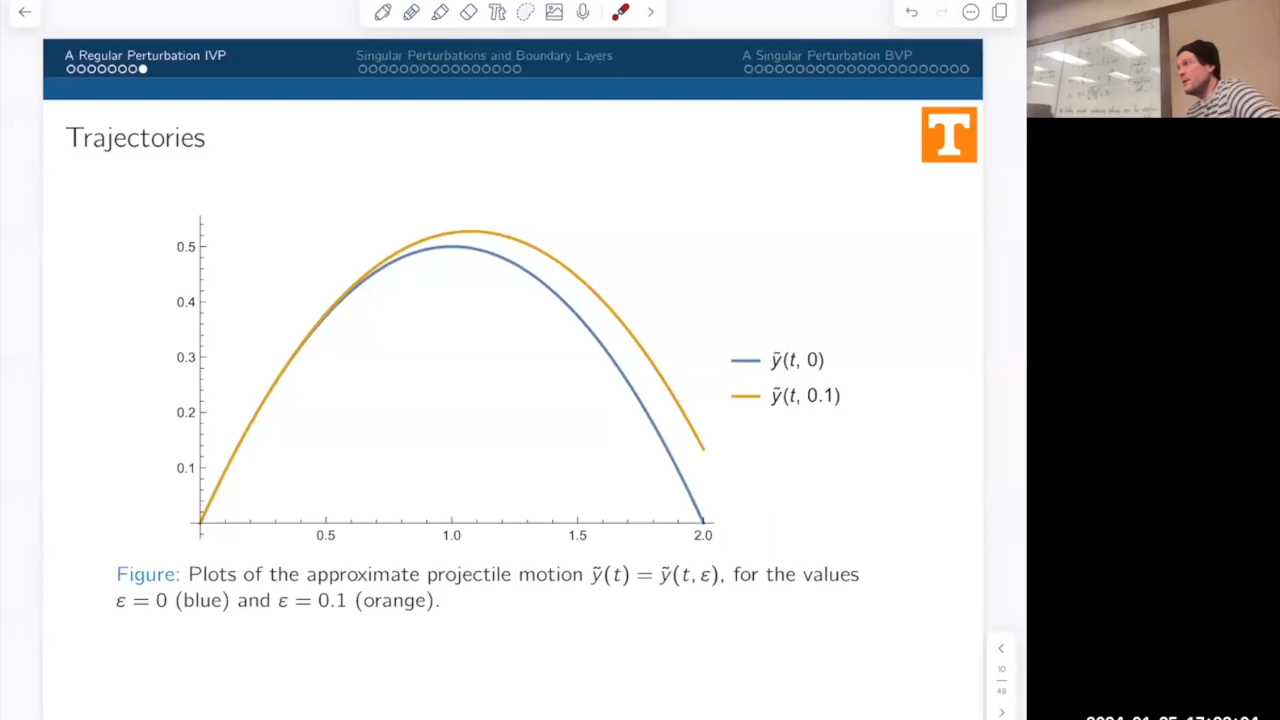 A Regular Perturbation IVP
Singular Perturbations and Boundary Layers
A Singular Perturbation BVP
Trajectories
T
0.5
0.4
0.3
0.2
0.1
0.5 1.0 1.5 2.0
ỹ(t, 0)
ỹ(t, 0.1)
Figure: Plots of the approximate projectile motion ỹ(t) = ỹ(t, ε), for the values
ε = 0 (blue) and ε = 0.1 (orange).
10
48